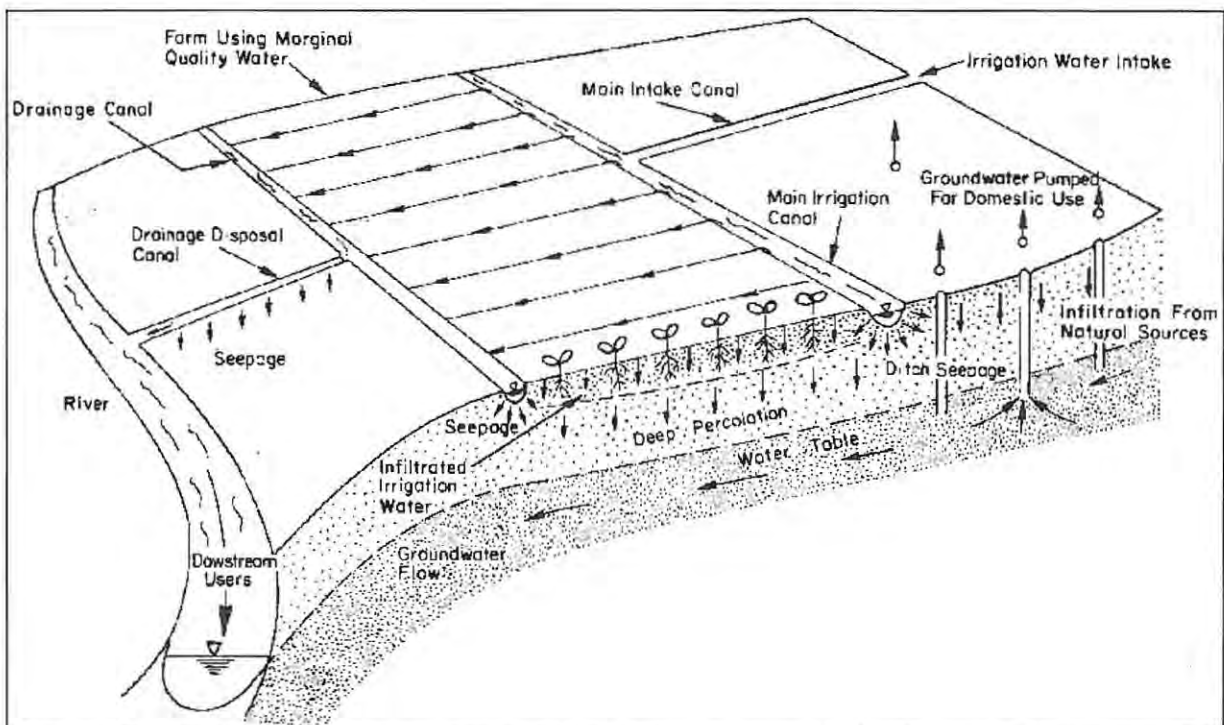 Farm Using Marginal
Quality Water
Irrigation Water Intake
Main Intake Canal
Drainage Canal
Groundwater Pumped
For Domestic Use
Main Irrigation
Canal
Drainage Disposal
Canal
Infiltration From
Natural Sources
Seepage
Ditch Seepage
River
Seepage
Deep Percolation
Water Table
Infiltrated
Irrigation
Water
Groundwater
Flow
Dowstream
Users